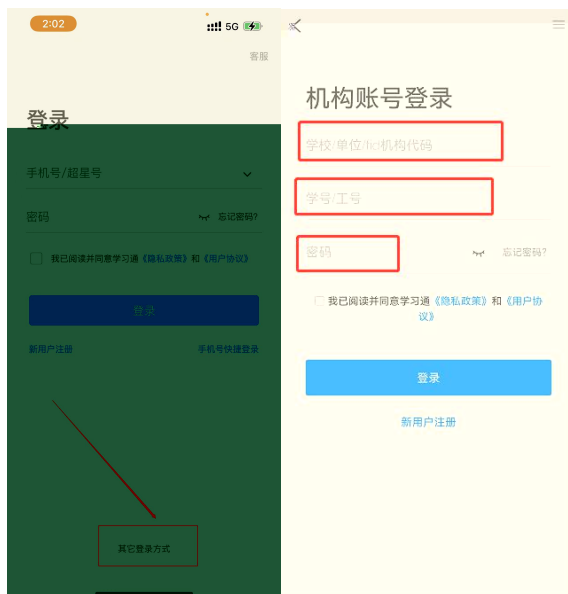 2:02
5G
客服
登录
手机号/超星号
密码
忘记密码?
我已阅读并同意学习通《隐私政策》和《用户协议》
登录
新用户注册
手机号快捷登录
其它登录方式
机构账号登录
学校/单位/fid机构代码
学号/工号
密码
忘记密码?
我已阅读并同意学习通《隐私政策》和《用户协
议》
登录
新用户注册